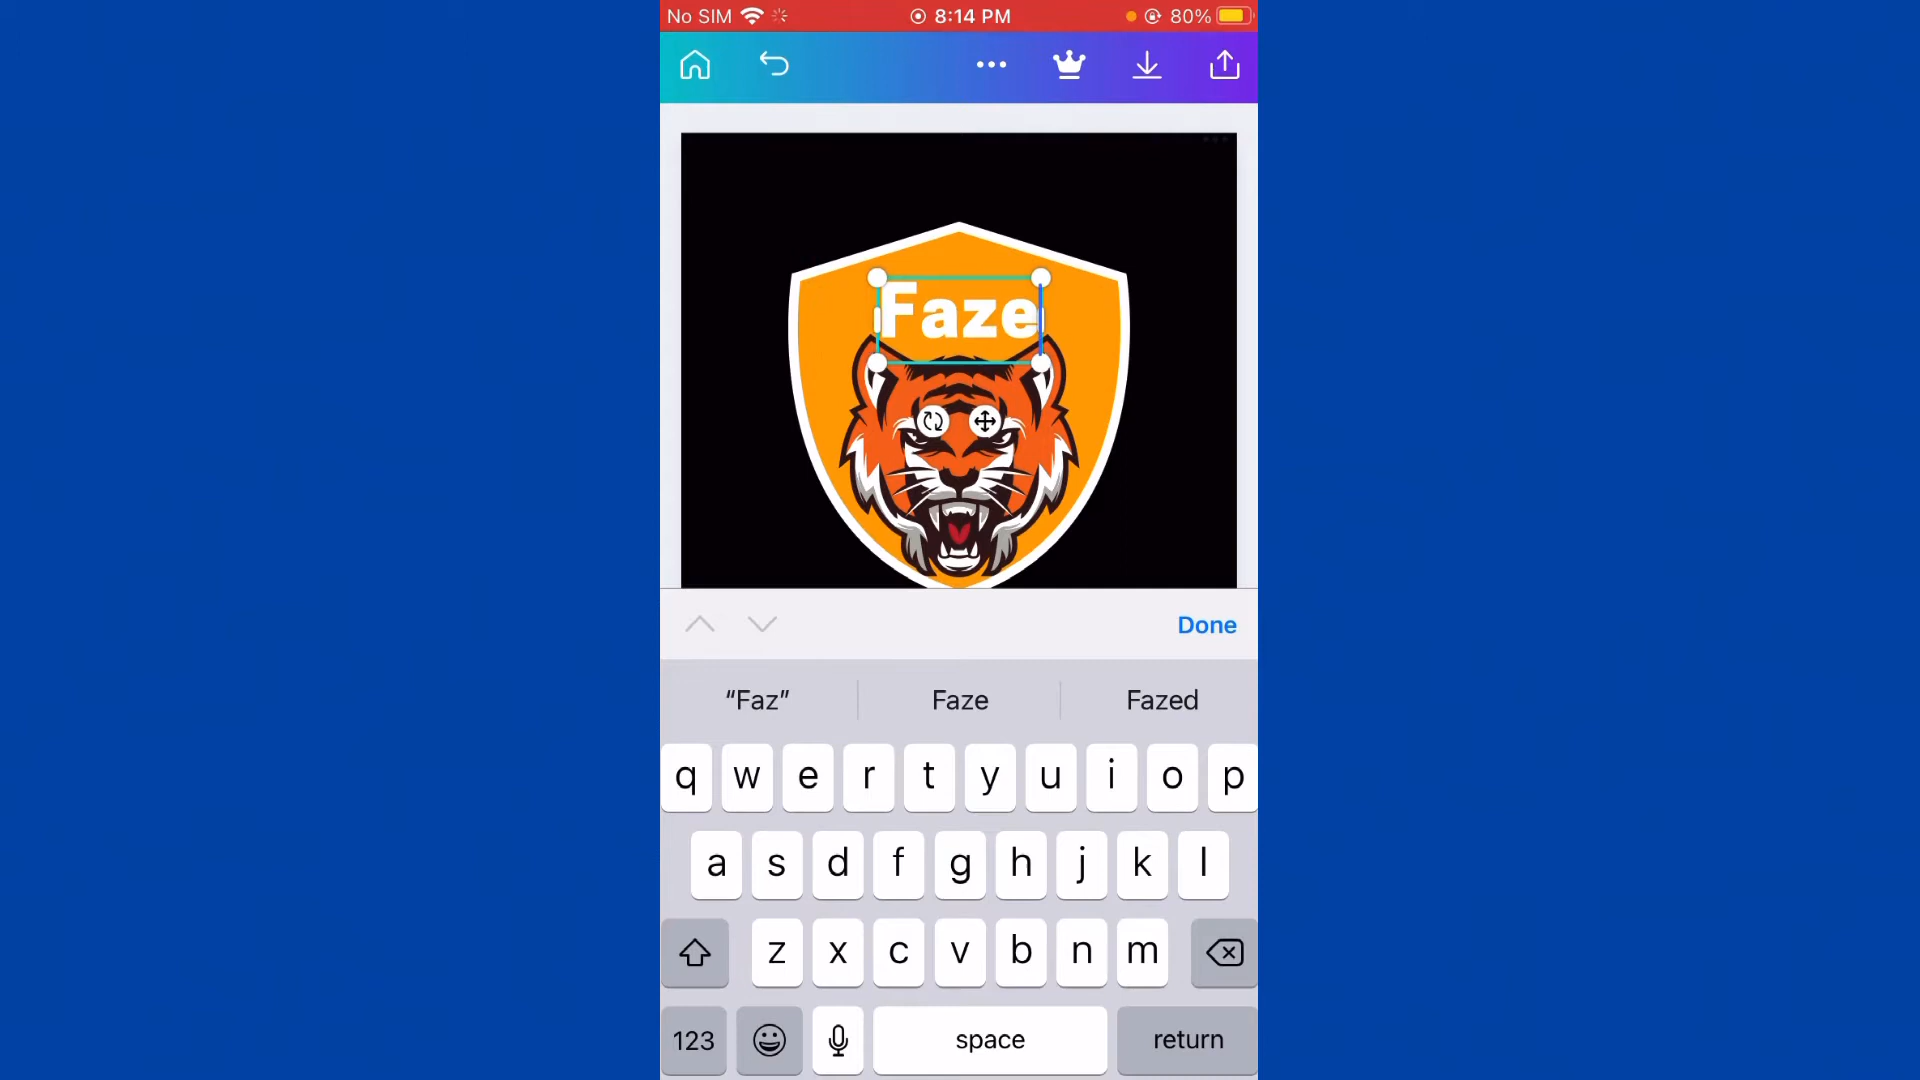 No SIM 8:14 PM 80%
Faze
Done
“Faz” Faze Fazed
q w e r t y u i o p
a s d f g h j k l
z x c v b n m
123 space return